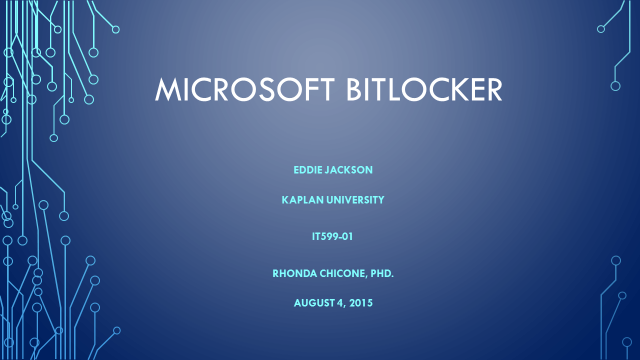 MICROSOFT BITLOCKER
EDDIE JACKSON
KAPLAN UNIVERSITY
IT599-01
RHONDA CHICONE, PHD.
AUGUST 4, 2015